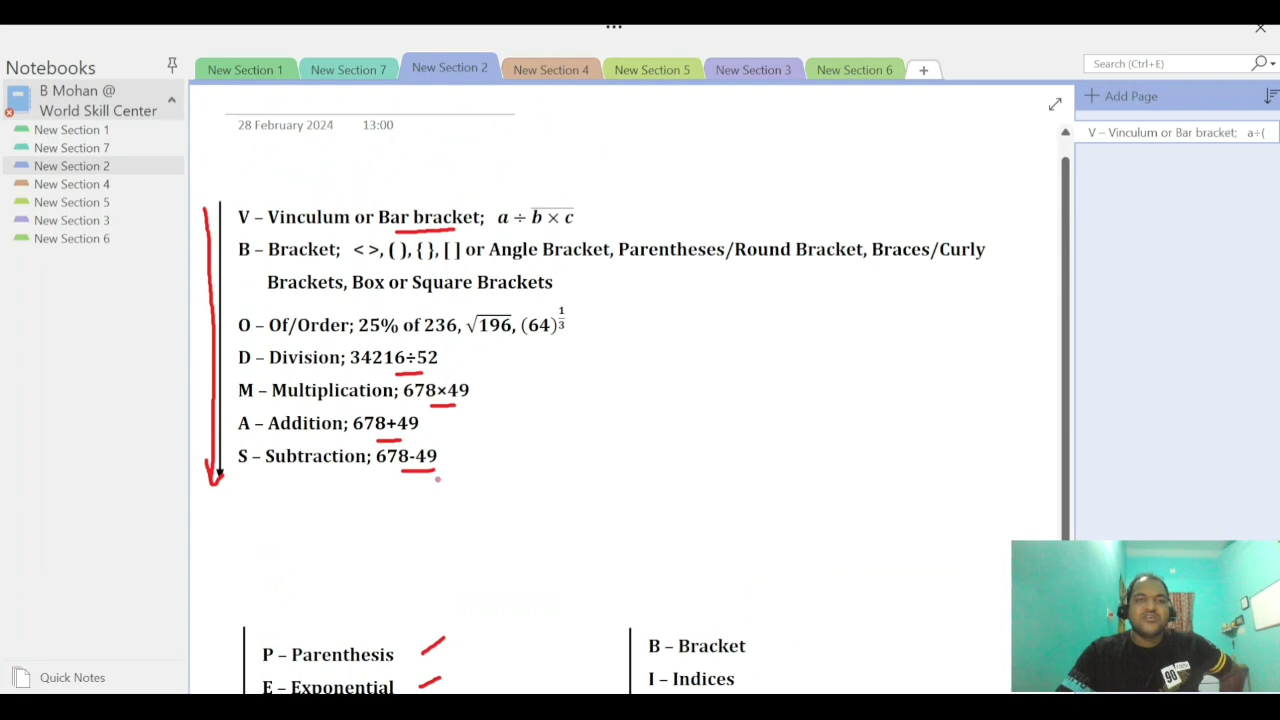 Notebooks
B Mohan @
World Skill Center
New Section 1
New Section 7
New Section 2
New Section 4
New Section 5
New Section 3
New Section 6
Quick Notes
New Section 1
New Section 7
New Section 2
New Section 4
New Section 5
New Section 3
New Section 6
Search (Ctrl+E)
Add Page
V – Vinculum or Bar bracket; a÷(
28 February 2024 13:00
V – Vinculum or Bar bracket; a ÷ b̅ ̅×̅ ̅c̅
B – Bracket; < >, ( ), { }, [ ] or Angle Bracket, Parentheses/Round Bracket, Braces/Curly
Brackets, Box or Square Brackets
O – Of/Order; 25% of 236, √196, (64)^(1/3)
D – Division; 34216÷52
M – Multiplication; 678×49
A – Addition; 678+49
S – Subtraction; 678-49
P – Parenthesis
E – Exponential
B – Bracket
I – Indices
90